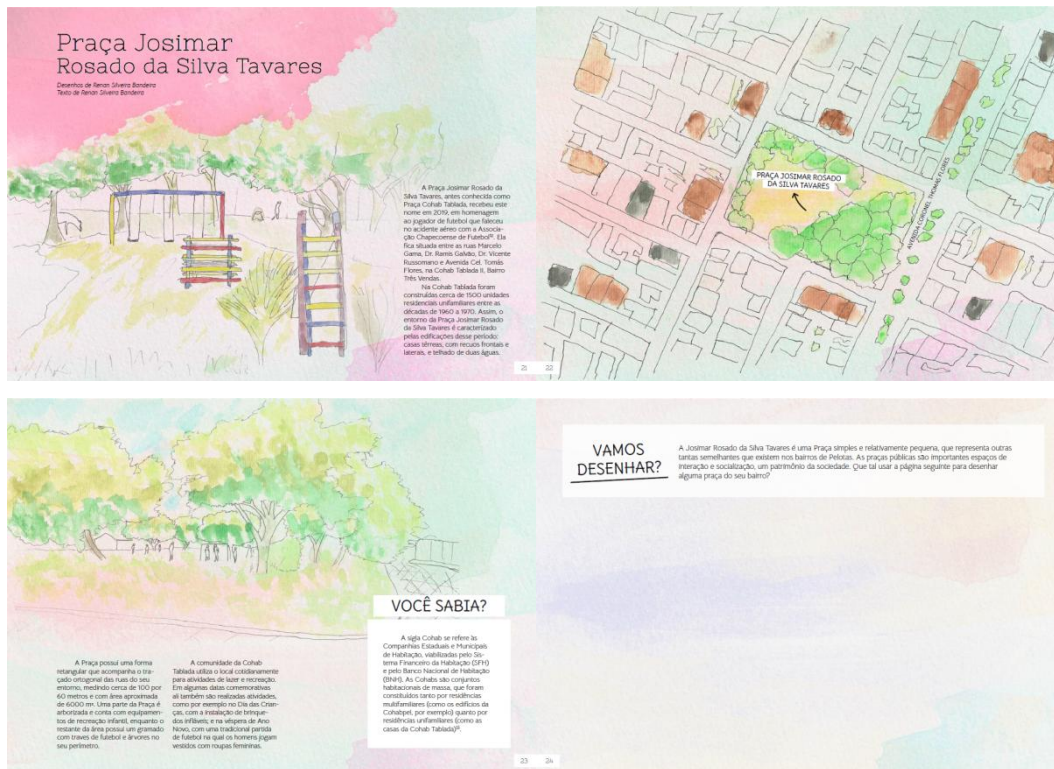 Praça Josimar
Rosado da Silva Tavares
Desenhos de Renan Silveira Bandeira
Texto de Renan Silveira Bandeira
A Praça Josimar Rosado da
Silva Tavares, antes conhecida como
Praça Cohab Tablada, recebeu este
nome em 2019, em homenagem
ao jogador de futebol que faleceu
no acidente aéreo com a Associa-
ção Chapecoense de Futebol. Ela
fica situada entre as ruas Marcelo
Gama, Dr. Ramis Galvão, Dr. Vicente
Russomano e Avenida Cel. Tomás
Flores, na Cohab Tablada II, Bairro
Três Vendas.
Na Cohab Tablada foram
construídas cerca de 1500 unidades
residenciais unifamiliares entre as
décadas de 1960 a 1970. Assim, o
entorno da Praça Josimar Rosado
da Silva Tavares é caracterizado
pelas edificações desse período:
casas térreas, com recuos frontais e
laterais, e telhado de duas águas.
21 22
PRAÇA JOSIMAR ROSADO
DA SILVA TAVARES
AVENIDA CORONEL THOMÁS FLORES
A Praça possui uma forma
retangular que acompanha o tra-
çado ortogonal das ruas do seu
entorno, medindo cerca de 100 por
60 metros e com área aproximada
de 6000 m². Uma parte da Praça é
arborizada e conta com equipamen-
tos de recreação infantil, enquanto o
restante da área possui um gramado
com traves de futebol e árvores no
seu perímetro.
A comunidade da Cohab
Tablada utiliza o local cotidianamente
para atividades de lazer e recreação.
Em algumas datas comemorativas
ali também são realizadas atividades,
como por exemplo no Dia das Crian-
ças, com a instalação de brinque-
dos infláveis; e na véspera de Ano
Novo, com uma tradicional partida
de futebol na qual os homens jogam
vestidos com roupas femininas.
VOCÊ SABIA?
A sigla Cohab se refere às
Companhias Estaduais e Municipais
de Habitação, viabilizadas pelo Sis-
tema Financeiro da Habitação (SFH)
e pelo Banco Nacional de Habitação
(BNH). As Cohabs são conjuntos
habitacionais de massa, que foram
constituídos tanto por residências
multifamiliares (como os edifícios da
Cohabpel, por exemplo) quanto por
residências unifamiliares (como as
casas da Cohab Tablada).
23 24
VAMOS
DESENHAR?
A Josimar Rosado da Silva Tavares é uma Praça simples e relativamente pequena, que representa outras
tantas semelhantes que existem nos bairros de Pelotas. As praças públicas são importantes espaços de
interação e socialização, um patrimônio da sociedade. Que tal usar a página seguinte para desenhar
alguma praça do seu bairro?